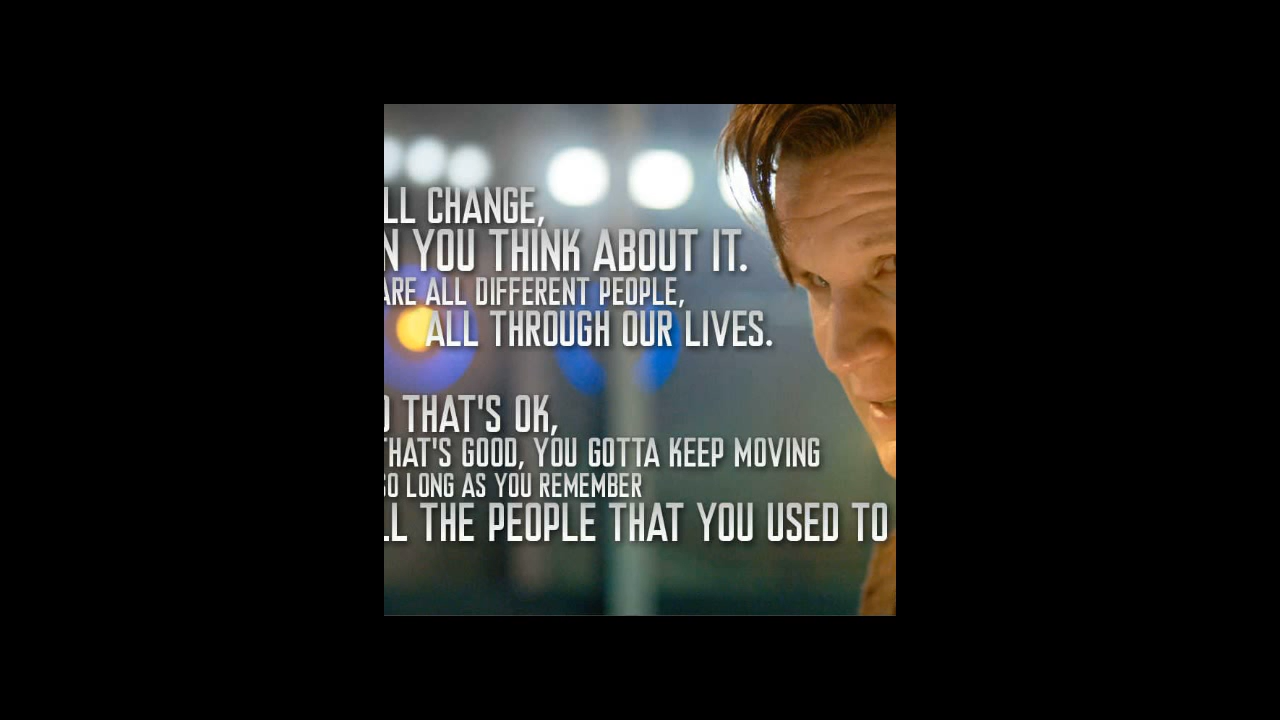 LL CHANGE,
N YOU THINK ABOUT IT.
ARE ALL DIFFERENT PEOPLE,
ALL THROUGH OUR LIVES.
THAT'S OK,
THAT'S GOOD, YOU GOTTA KEEP MOVING
SO LONG AS YOU REMEMBER
LL THE PEOPLE THAT YOU USED TO